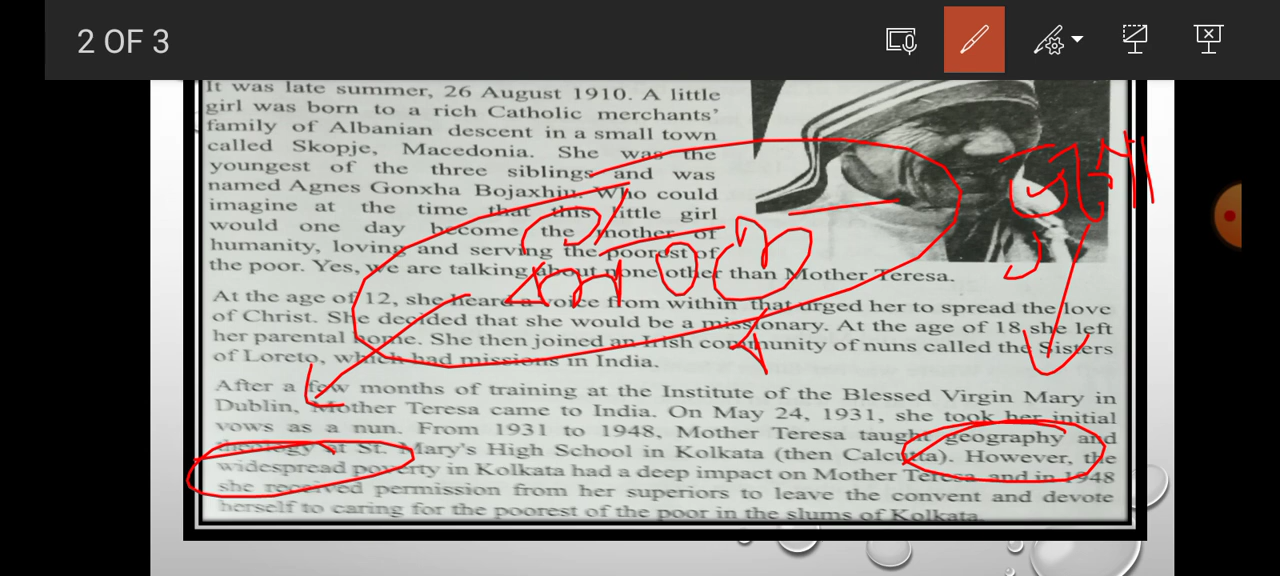 2 OF 3
It was late summer, 26 August 1910. A little
girl was born to a rich Catholic merchants'
family of Albanian descent in a small town
called Skopje, Macedonia. She was the
youngest of the three siblings and was
named Agnes Gonxha Bojaxhiu. Who could
imagine at the time that this little girl
would one day become the mother of
humanity, loving and serving the poorest of
the poor. Yes, we are talking about none other than Mother Teresa.
At the age of 12, she heard a voice from within that urged her to spread the love
of Christ. She decided that she would be a missionary. At the age of 18 she left
her parental home. She then joined an Irish community of nuns called the Sisters
of Loreto, which had missions in India.
After a few months of training at the Institute of the Blessed Virgin Mary in
Dublin, Mother Teresa came to India. On May 24, 1931, she took her initial
vows as a nun. From 1931 to 1948, Mother Teresa taught geography and
theology at St. Mary's High School in Kolkata (then Calcutta). However, the
widespread poverty in Kolkata had a deep impact on Mother Teresa and in 1948
she received permission from her superiors to leave the convent and devote
herself to caring for the poorest of the poor in the slums of Kolkata.